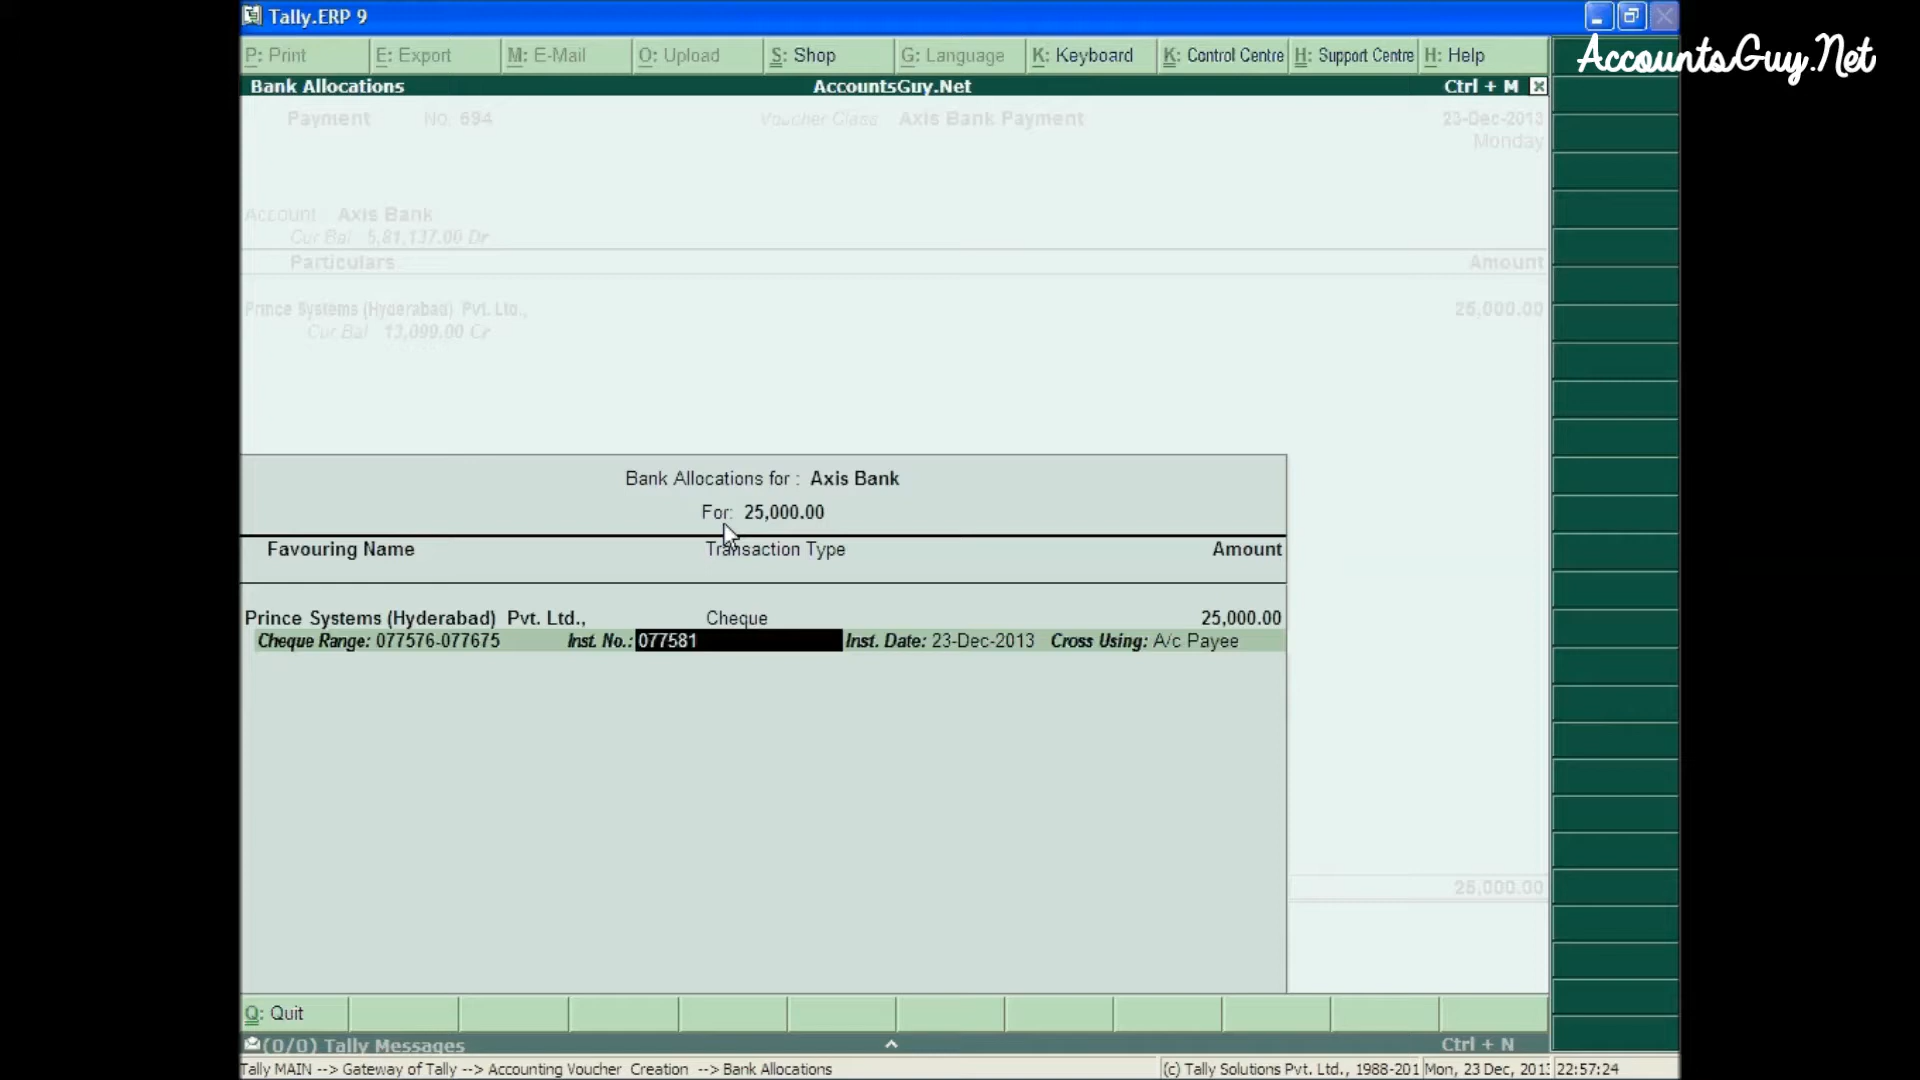 Tally.ERP 9
P: Print E: Export M: E-Mail O: Upload S: Shop G: Language K: Keyboard K: Control Centre H: Support Centre H: Help
AccountsGuy.Net
Bank Allocations AccountsGuy.Net Ctrl + M
Payment No. 694 Voucher Class Axis Bank Payment 23-Dec-2013
Monday
Account : Axis Bank
Cur Bal 5,81,137.00 Dr
Particulars Amount
Prince Systems (Hyderabad) Pvt. Ltd., 25,000.00
Cur Bal 13,099.00 Cr
Bank Allocations for : Axis Bank
For: 25,000.00
Favouring Name Transaction Type Amount
Prince Systems (Hyderabad) Pvt. Ltd., Cheque 25,000.00
Cheque Range: 077576-077675 Inst. No.: 077581 Inst. Date: 23-Dec-2013 Cross Using: A/c Payee
25,000.00
Q: Quit
(0/0) Tally Messages Ctrl + N
Tally MAIN --> Gateway of Tally --> Accounting Voucher Creation --> Bank Allocations (c) Tally Solutions Pvt. Ltd., 1988-201 Mon, 23 Dec, 2013 22:57:24